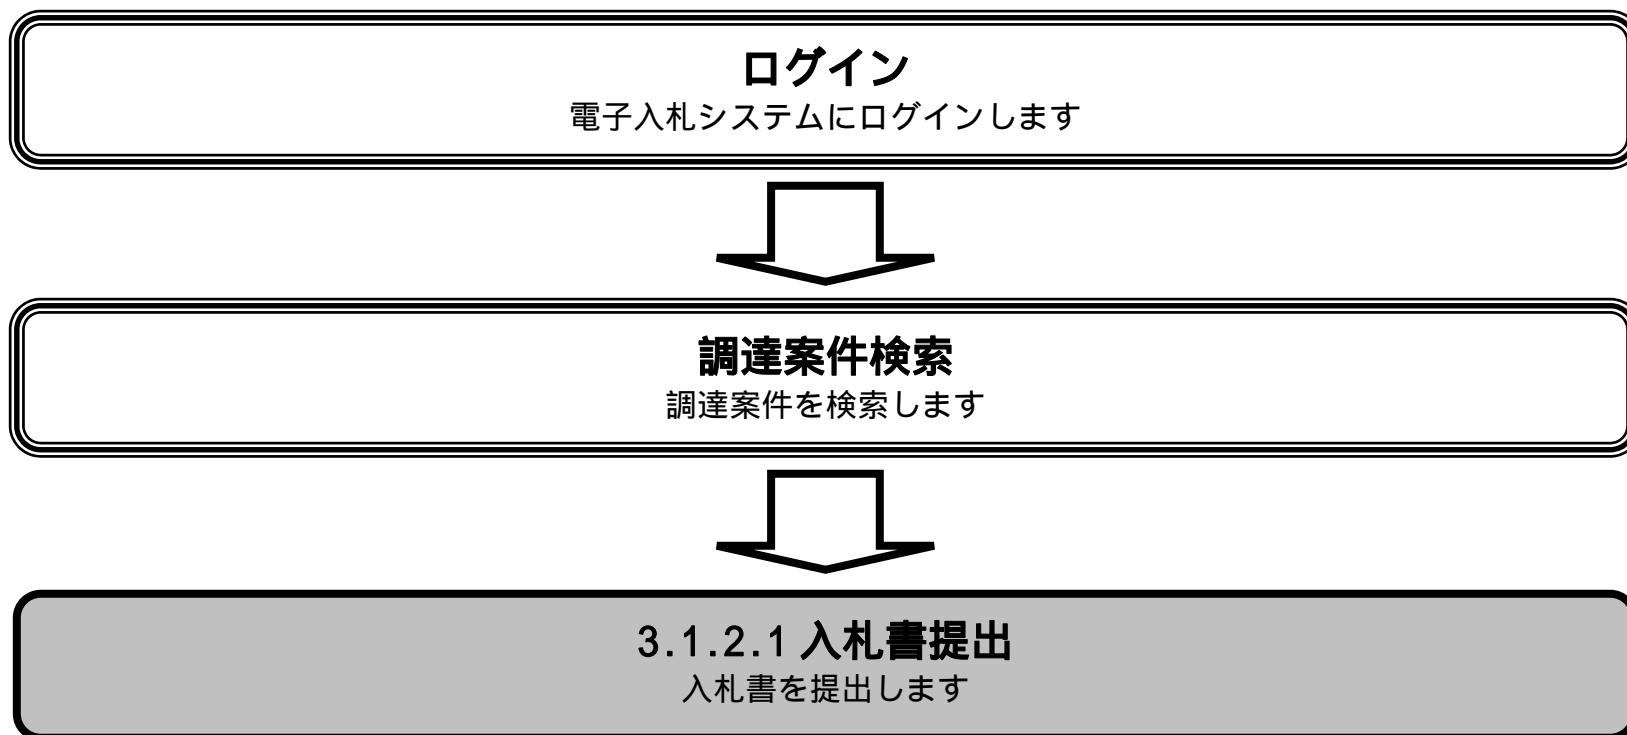 ログイン
電子入札システムにログインします
調達案件検索
調達案件を検索します
3.1.2.1 入札書提出
入札書を提出します